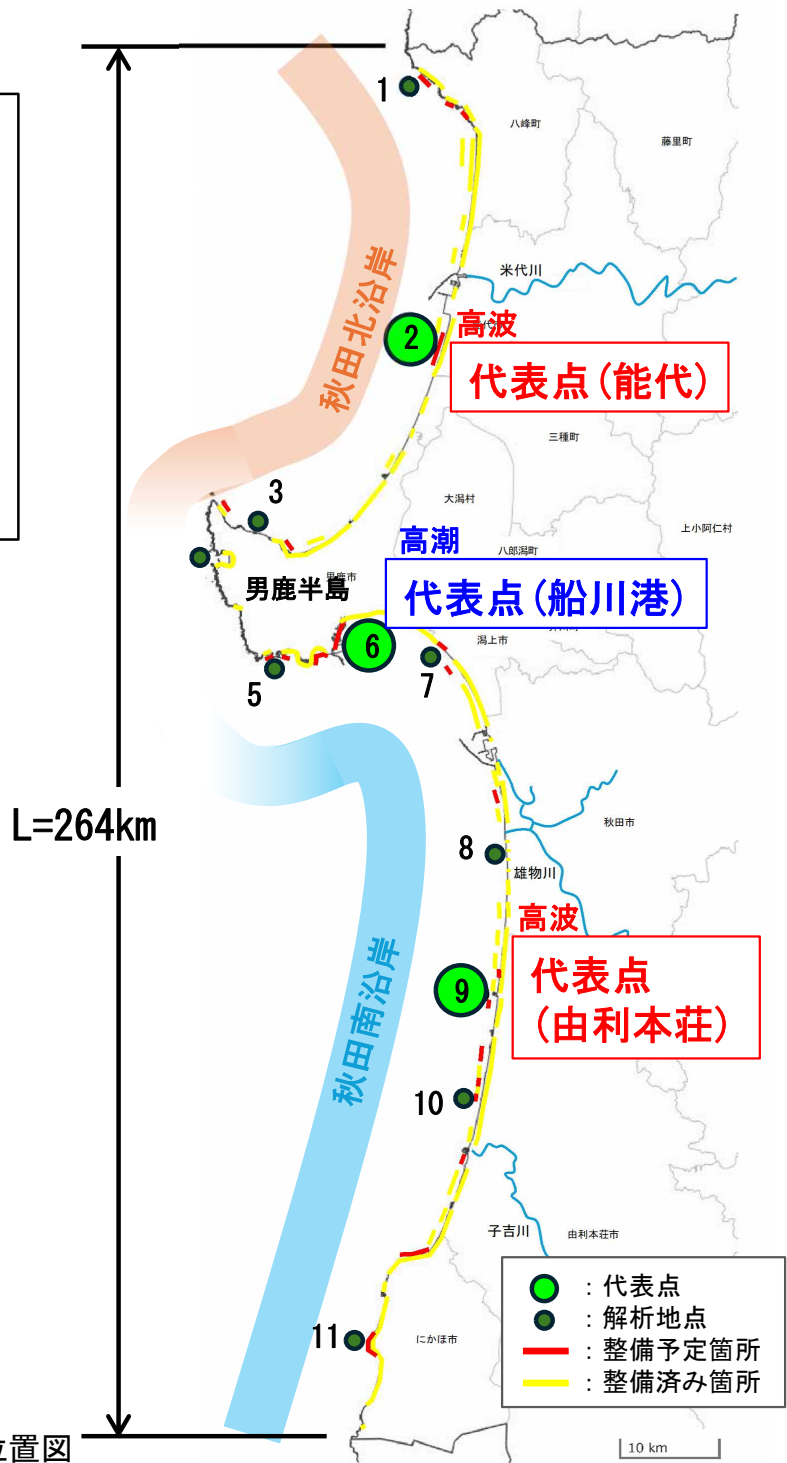 1
八峰町
藤里町
米代川
秋田北沿岸
2
高波
代表点(能代)
三種町
3
大潟村
上小阿仁村
高潮
八郎潟町
男鹿市
男鹿半島
代表点(船川港)
6
潟上市
5
7
L=264km
秋田市
8
雄物川
高波
秋田南沿岸
9
代表点
(由利本荘)
10
子吉川
由利本荘市
11
にかほ市
:代表点
:解析地点
:整備予定箇所
:整備済み箇所
位置図
10 km